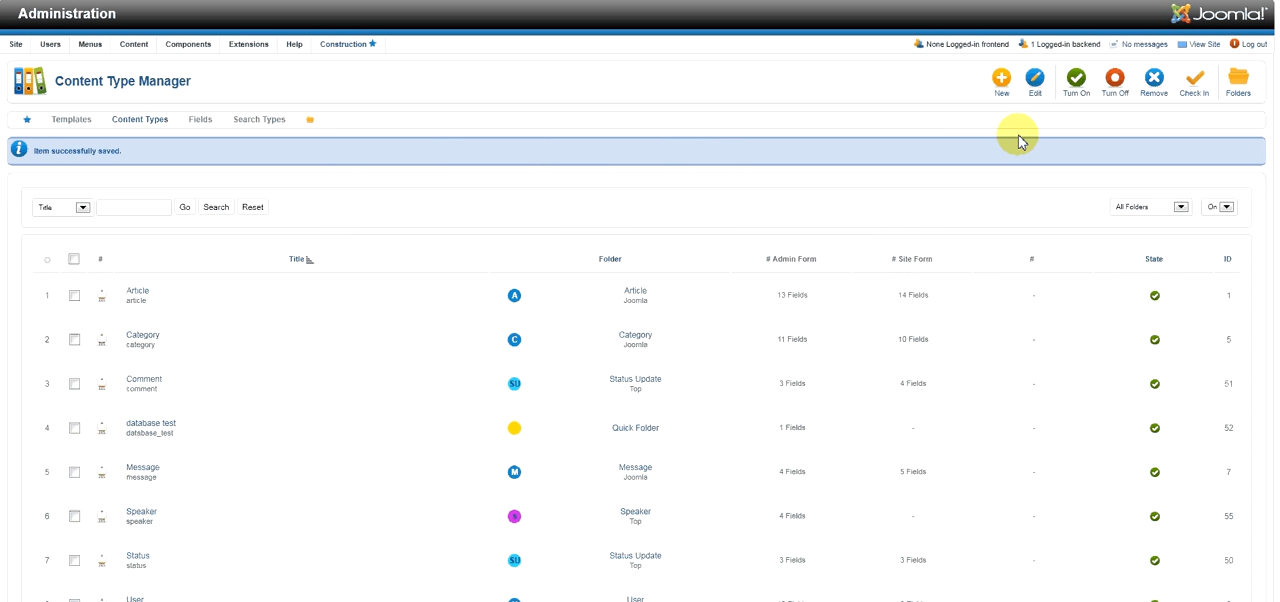 Administration
Joomla!
Site Users Menus Content Components Extensions Help Construction
None Logged-in frontend 1 Logged-in backend No messages View Site Log out
Content Type Manager
New Edit Turn On Turn Off Remove Check In Folders
Templates Content Types Fields Search Types
Item successfully saved.
Title Go Search Reset All Folders On
# Title Folder # Admin Form # Site Form # State ID
1 Article A Article 13 Fields 14 Fields - 1
article Joomla
2 Category C Category 11 Fields 10 Fields - 5
category Joomla
3 Comment SU Status Update 3 Fields 4 Fields - 51
comment Top
4 database test Quick Folder 1 Fields - - 52
database_test
5 Message M Message 4 Fields 5 Fields - 7
message Joomla
6 Speaker S Speaker 4 Fields - - 55
speaker Top
7 Status SU Status Update 3 Fields 3 Fields - 50
status Top
User User